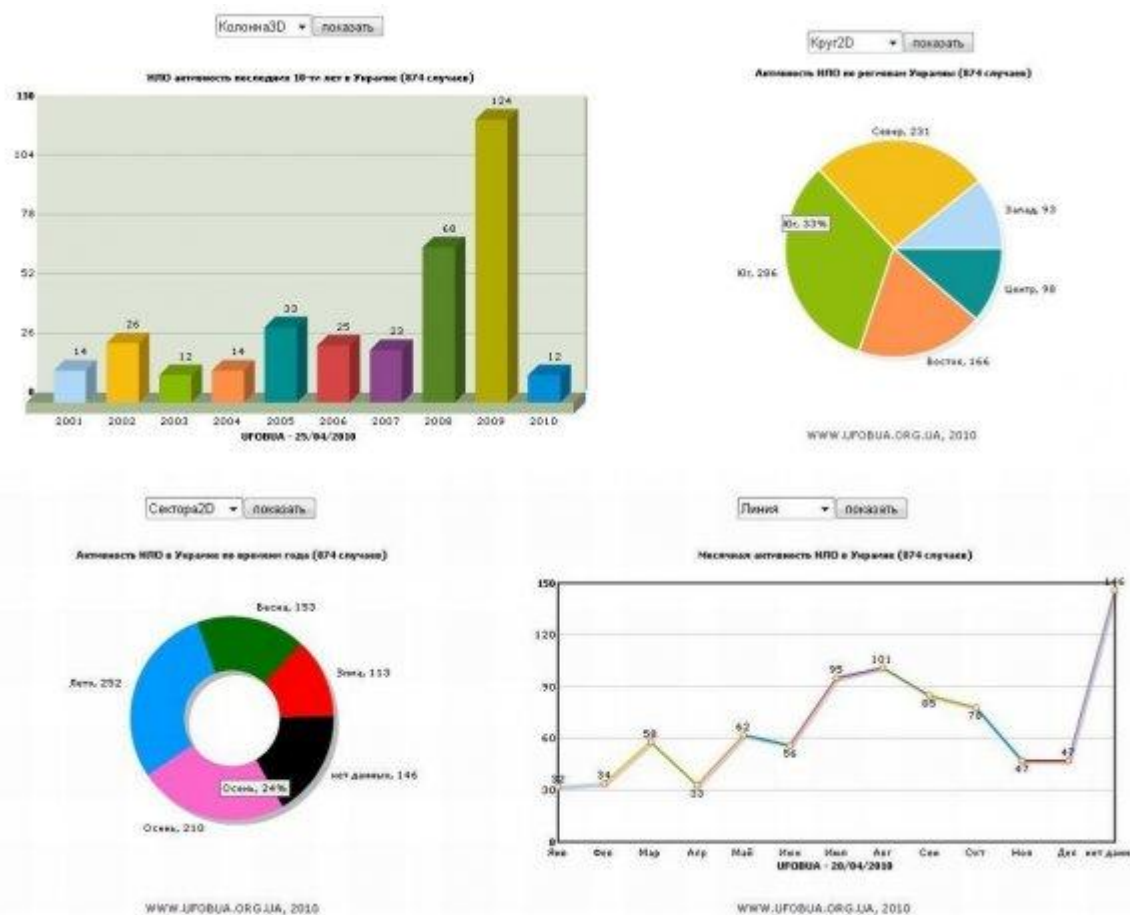 Колонна3D показать
НЛО активность последних 10-ти лет в Украине (874 случаев)
130
104
78
52
26
0
14
26
12
14
33
25
23
68
124
12
2001 2002 2003 2004 2005 2006 2007 2008 2009 2010
UFOBUA - 25/04/2010
Круг2D показать
Активность НЛО по регионам Украины (874 случаев)
Север, 231
Запад, 93
Юг, 33%
Юг, 286
Центр, 98
Восток, 166
WWW.UFOBUA.ORG.UA, 2010
Сектора2D показать
Активность НЛО в Украине по времени года (874 случаев)
Весна, 153
Зима, 113
Лето, 252
нет данных, 146
Осень, 24%
Осень, 210
WWW.UFOBUA.ORG.UA, 2010
Линия показать
Месячная активность НЛО в Украине (874 случаев)
150
120
90
60
30
0
32
34
58
33
62
56
95
101
85
78
47
47
146
Янв Фев Мар Апр Май Июн Июл Авг Сен Окт Ноя Дек нет данн
UFOBUA - 20/04/2010
WWW.UFOBUA.ORG.UA, 2010